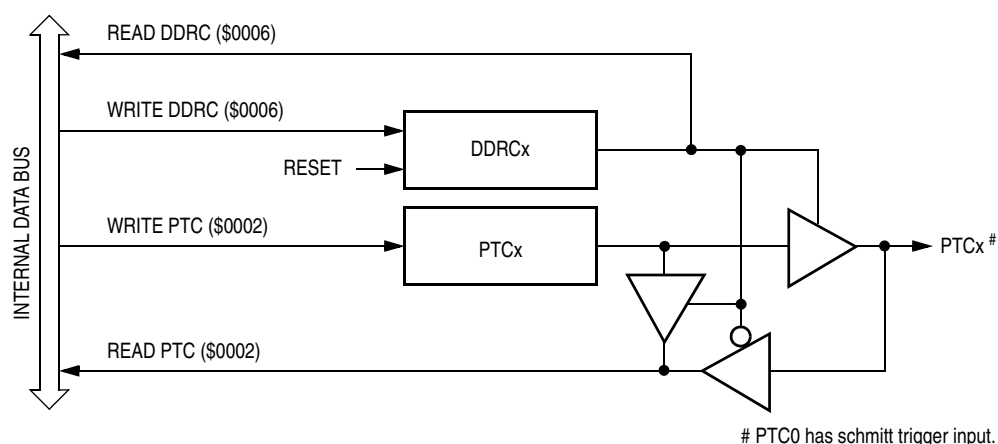 READ DDRC ($0006)
WRITE DDRC ($0006)
DDRCx
RESET
INTERNAL DATA BUS
WRITE PTC ($0002)
PTCx
PTCx #
READ PTC ($0002)
# PTC0 has schmitt trigger input.